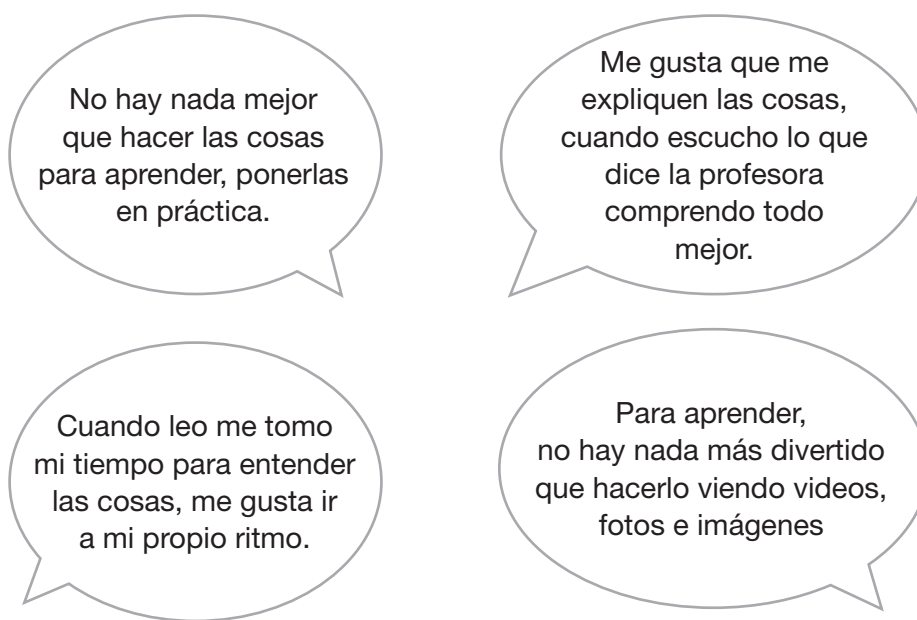 No hay nada mejor
que hacer las cosas
para aprender, ponerlas
en práctica.
Me gusta que me
expliquen las cosas,
cuando escucho lo que
dice la profesora
comprendo todo
mejor.
Cuando leo me tomo
mi tiempo para entender
las cosas, me gusta ir
a mi propio ritmo.
Para aprender,
no hay nada más divertido
que hacerlo viendo videos,
fotos e imágenes